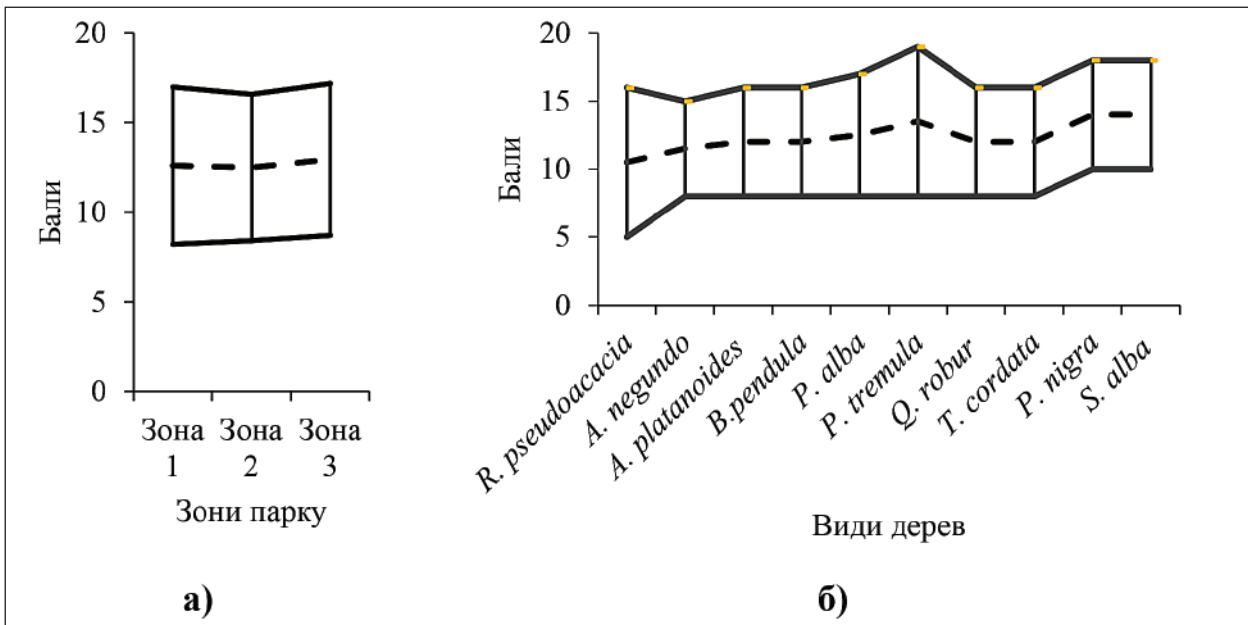 20
15
10
5
0
Бали
Зона 1
Зона 2
Зона 3
Зони парку
а)
20
15
10
5
0
Бали
R. pseudoacacia
A. negundo
A. platanoides
B.pendula
P. alba
P. tremula
Q. robur
T. cordata
P. nigra
S. alba
Види дерев
б)